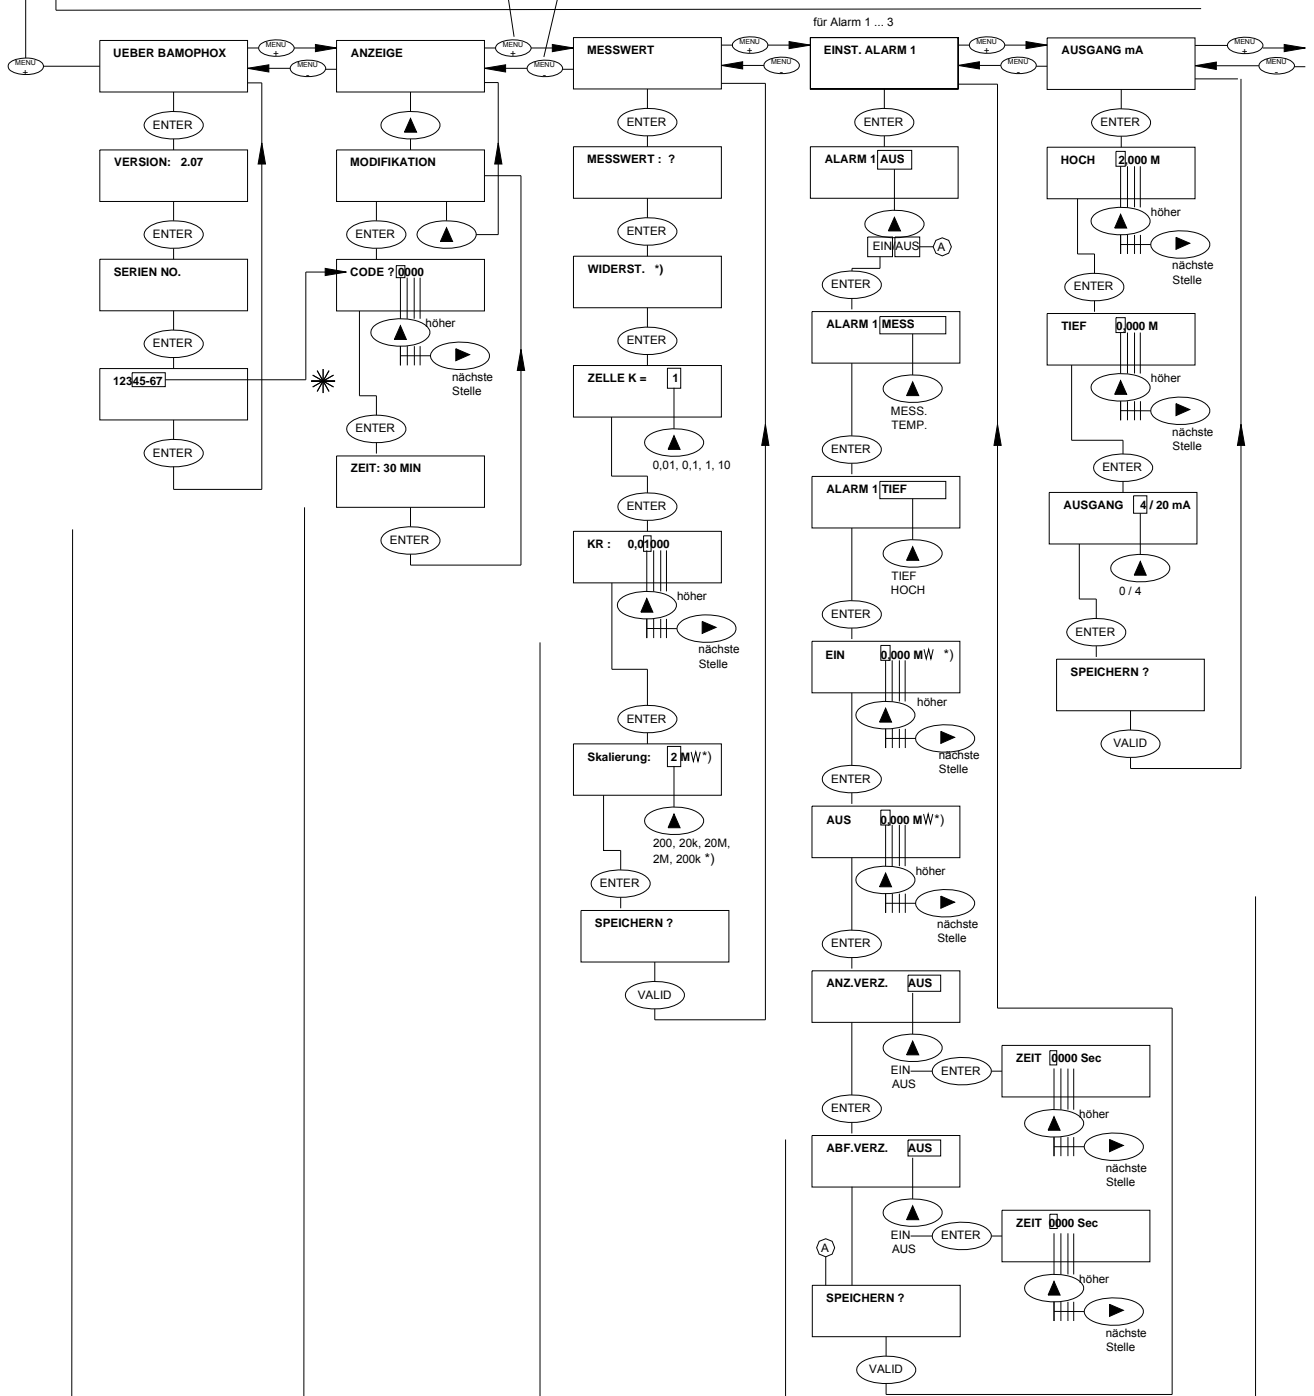 für Alarm 1 ... 3
MENU
+
UEBER BAMOPHOX
MENU
+
MENU
-
ENTER
VERSION: 2.07
ENTER
SERIEN NO.
ENTER
12345-67
ENTER
ANZEIGE
MENU
+
MENU
-
MODIFIKATION
ENTER
CODE ? 0000
höher
nächste
Stelle
ENTER
ZEIT: 30 MIN
ENTER
MESSWERT
MENU
+
MENU
-
ENTER
MESSWERT : ?
ENTER
WIDERST. *)
ENTER
ZELLE K = 1
0,01, 0,1, 1, 10
ENTER
KR : 0,01000
höher
nächste
Stelle
ENTER
Skalierung: 2 MW*)
200, 20k, 20M,
2M, 200k *)
ENTER
SPEICHERN ?
VALID
EINST. ALARM 1
MENU
+
MENU
-
ENTER
ALARM 1 AUS
EIN AUS A
ENTER
ALARM 1 MESS
MESS.
TEMP.
ENTER
ALARM 1 TIEF
TIEF
HOCH
ENTER
EIN 0,000 MW *)
höher
nächste
Stelle
ENTER
AUS 0,000 MW*)
höher
nächste
Stelle
ENTER
ANZ.VERZ. AUS
EIN
AUS
ENTER
ZEIT 0000 Sec
höher
nächste
Stelle
ENTER
ABF.VERZ. AUS
EIN
AUS
ENTER
ZEIT 0000 Sec
höher
nächste
Stelle
A
SPEICHERN ?
VALID
AUSGANG mA
MENU
+
MENU
-
ENTER
HOCH 2,000 M
höher
nächste
Stelle
ENTER
TIEF 0,000 M
höher
nächste
Stelle
ENTER
AUSGANG 4 / 20 mA
0 / 4
ENTER
SPEICHERN ?
VALID